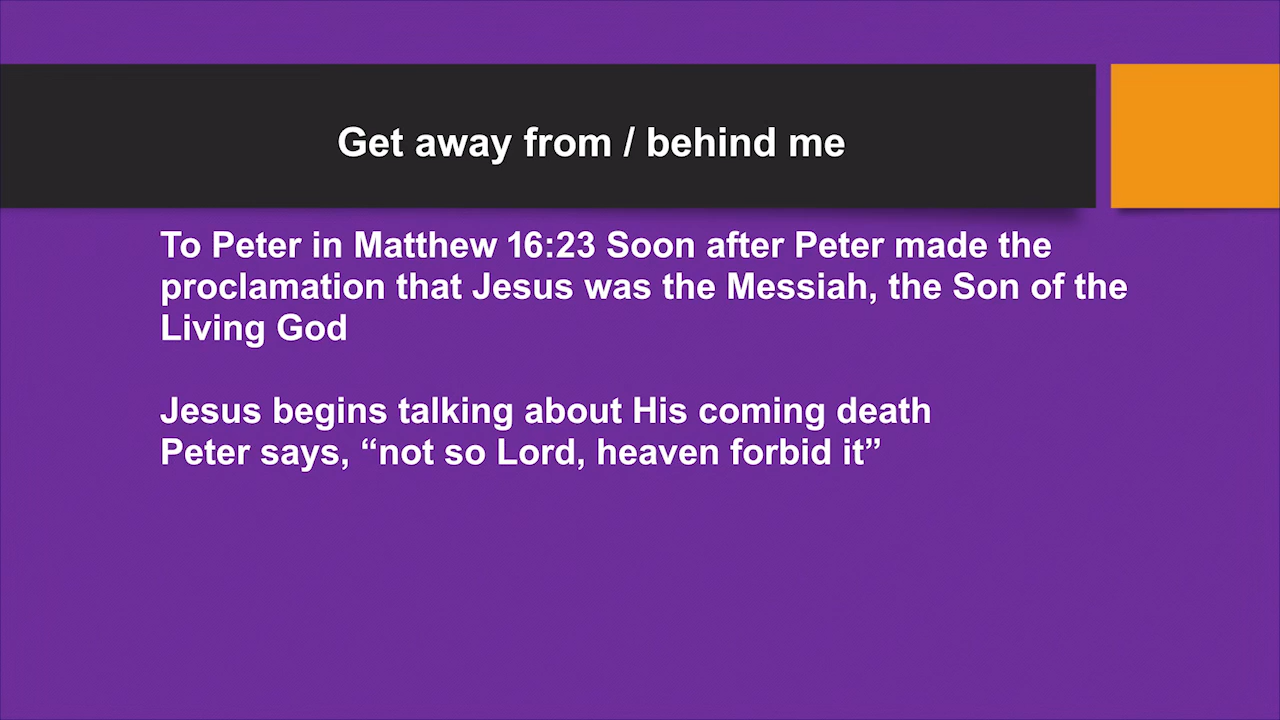 Get away from / behind me
To Peter in Matthew 16:23 Soon after Peter made the
proclamation that Jesus was the Messiah, the Son of the
Living God
Jesus begins talking about His coming death
Peter says, “not so Lord, heaven forbid it”